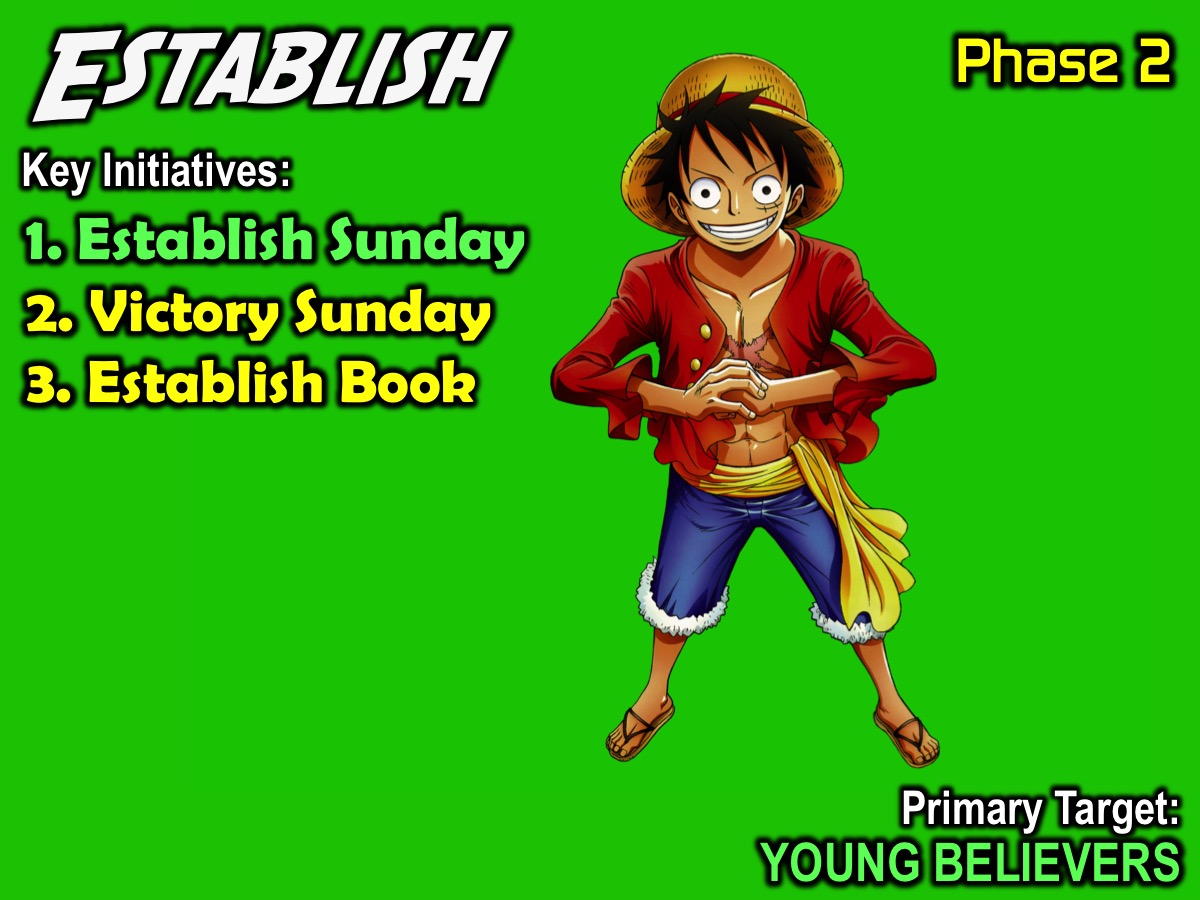 ESTABLISH
Phase 2
Key Initiatives:
1. Establish Sunday
2. Victory Sunday
3. Establish Book
Primary Target:
YOUNG BELIEVERS